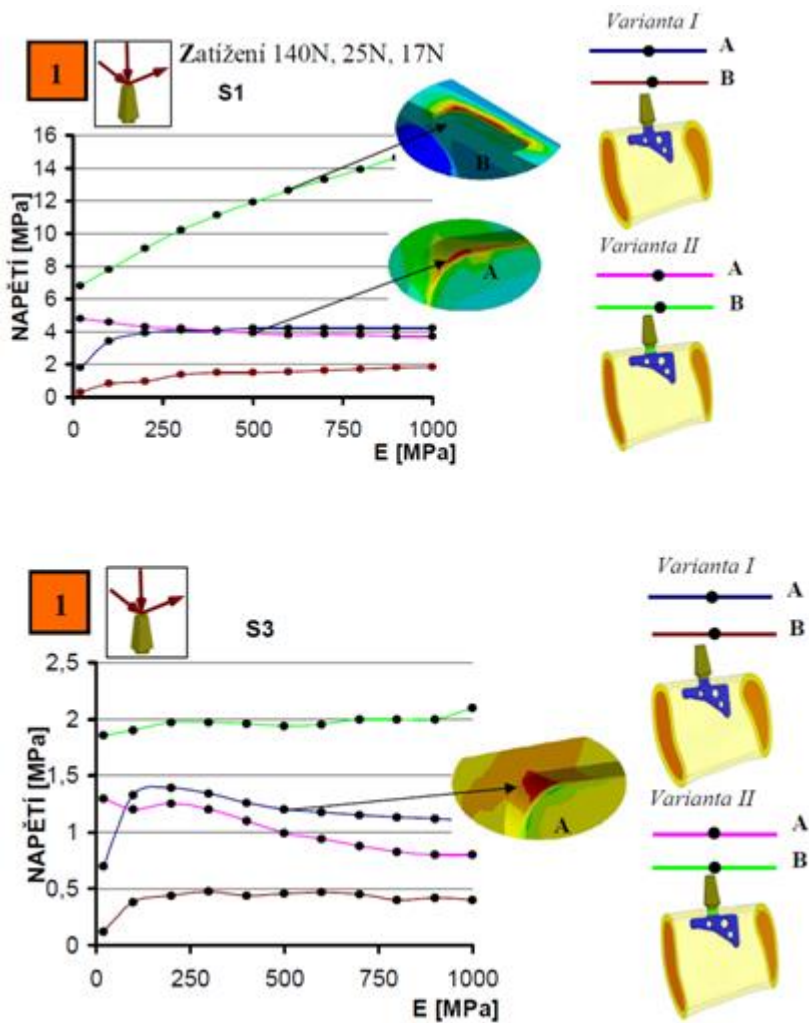 1
Zatížení 140N, 25N, 17N
S1
Varianta I
A
B
NAPĚTÍ [MPa]
16
14
12
10
8
6
4
2
0
0 250 500 750 1000
E [MPa]
B
A
Varianta II
A
B
1
S3
Varianta I
A
B
NAPĚTÍ [MPa]
2,5
2
1,5
1
0,5
0
0 250 500 750 1000
E [MPa]
A
Varianta II
A
B